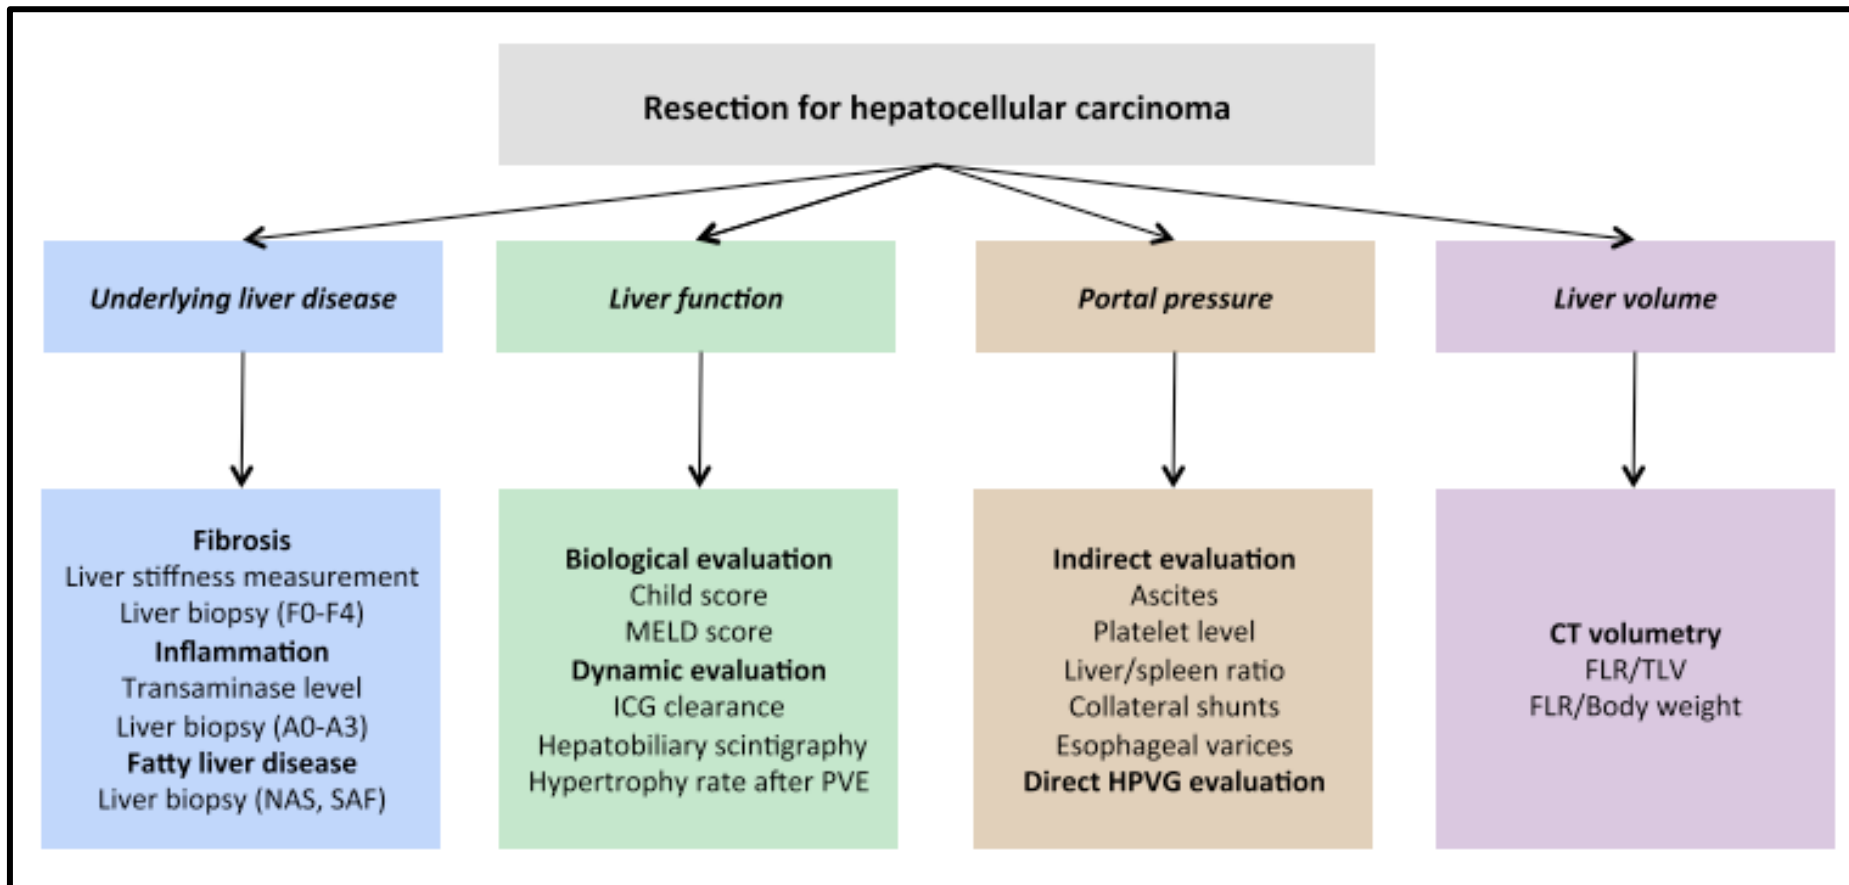 Resection for hepatocellular carcinoma
Underlying liver disease
Liver function
Portal pressure
Liver volume
Fibrosis
Liver stiffness measurement
Liver biopsy (F0-F4)
Inflammation
Transaminase level
Liver biopsy (A0-A3)
Fatty liver disease
Liver biopsy (NAS, SAF)
Biological evaluation
Child score
MELD score
Dynamic evaluation
ICG clearance
Hepatobiliary scintigraphy
Hypertrophy rate after PVE
Indirect evaluation
Ascites
Platelet level
Liver/spleen ratio
Collateral shunts
Esophageal varices
Direct HPVG evaluation
CT volumetry
FLR/TLV
FLR/Body weight